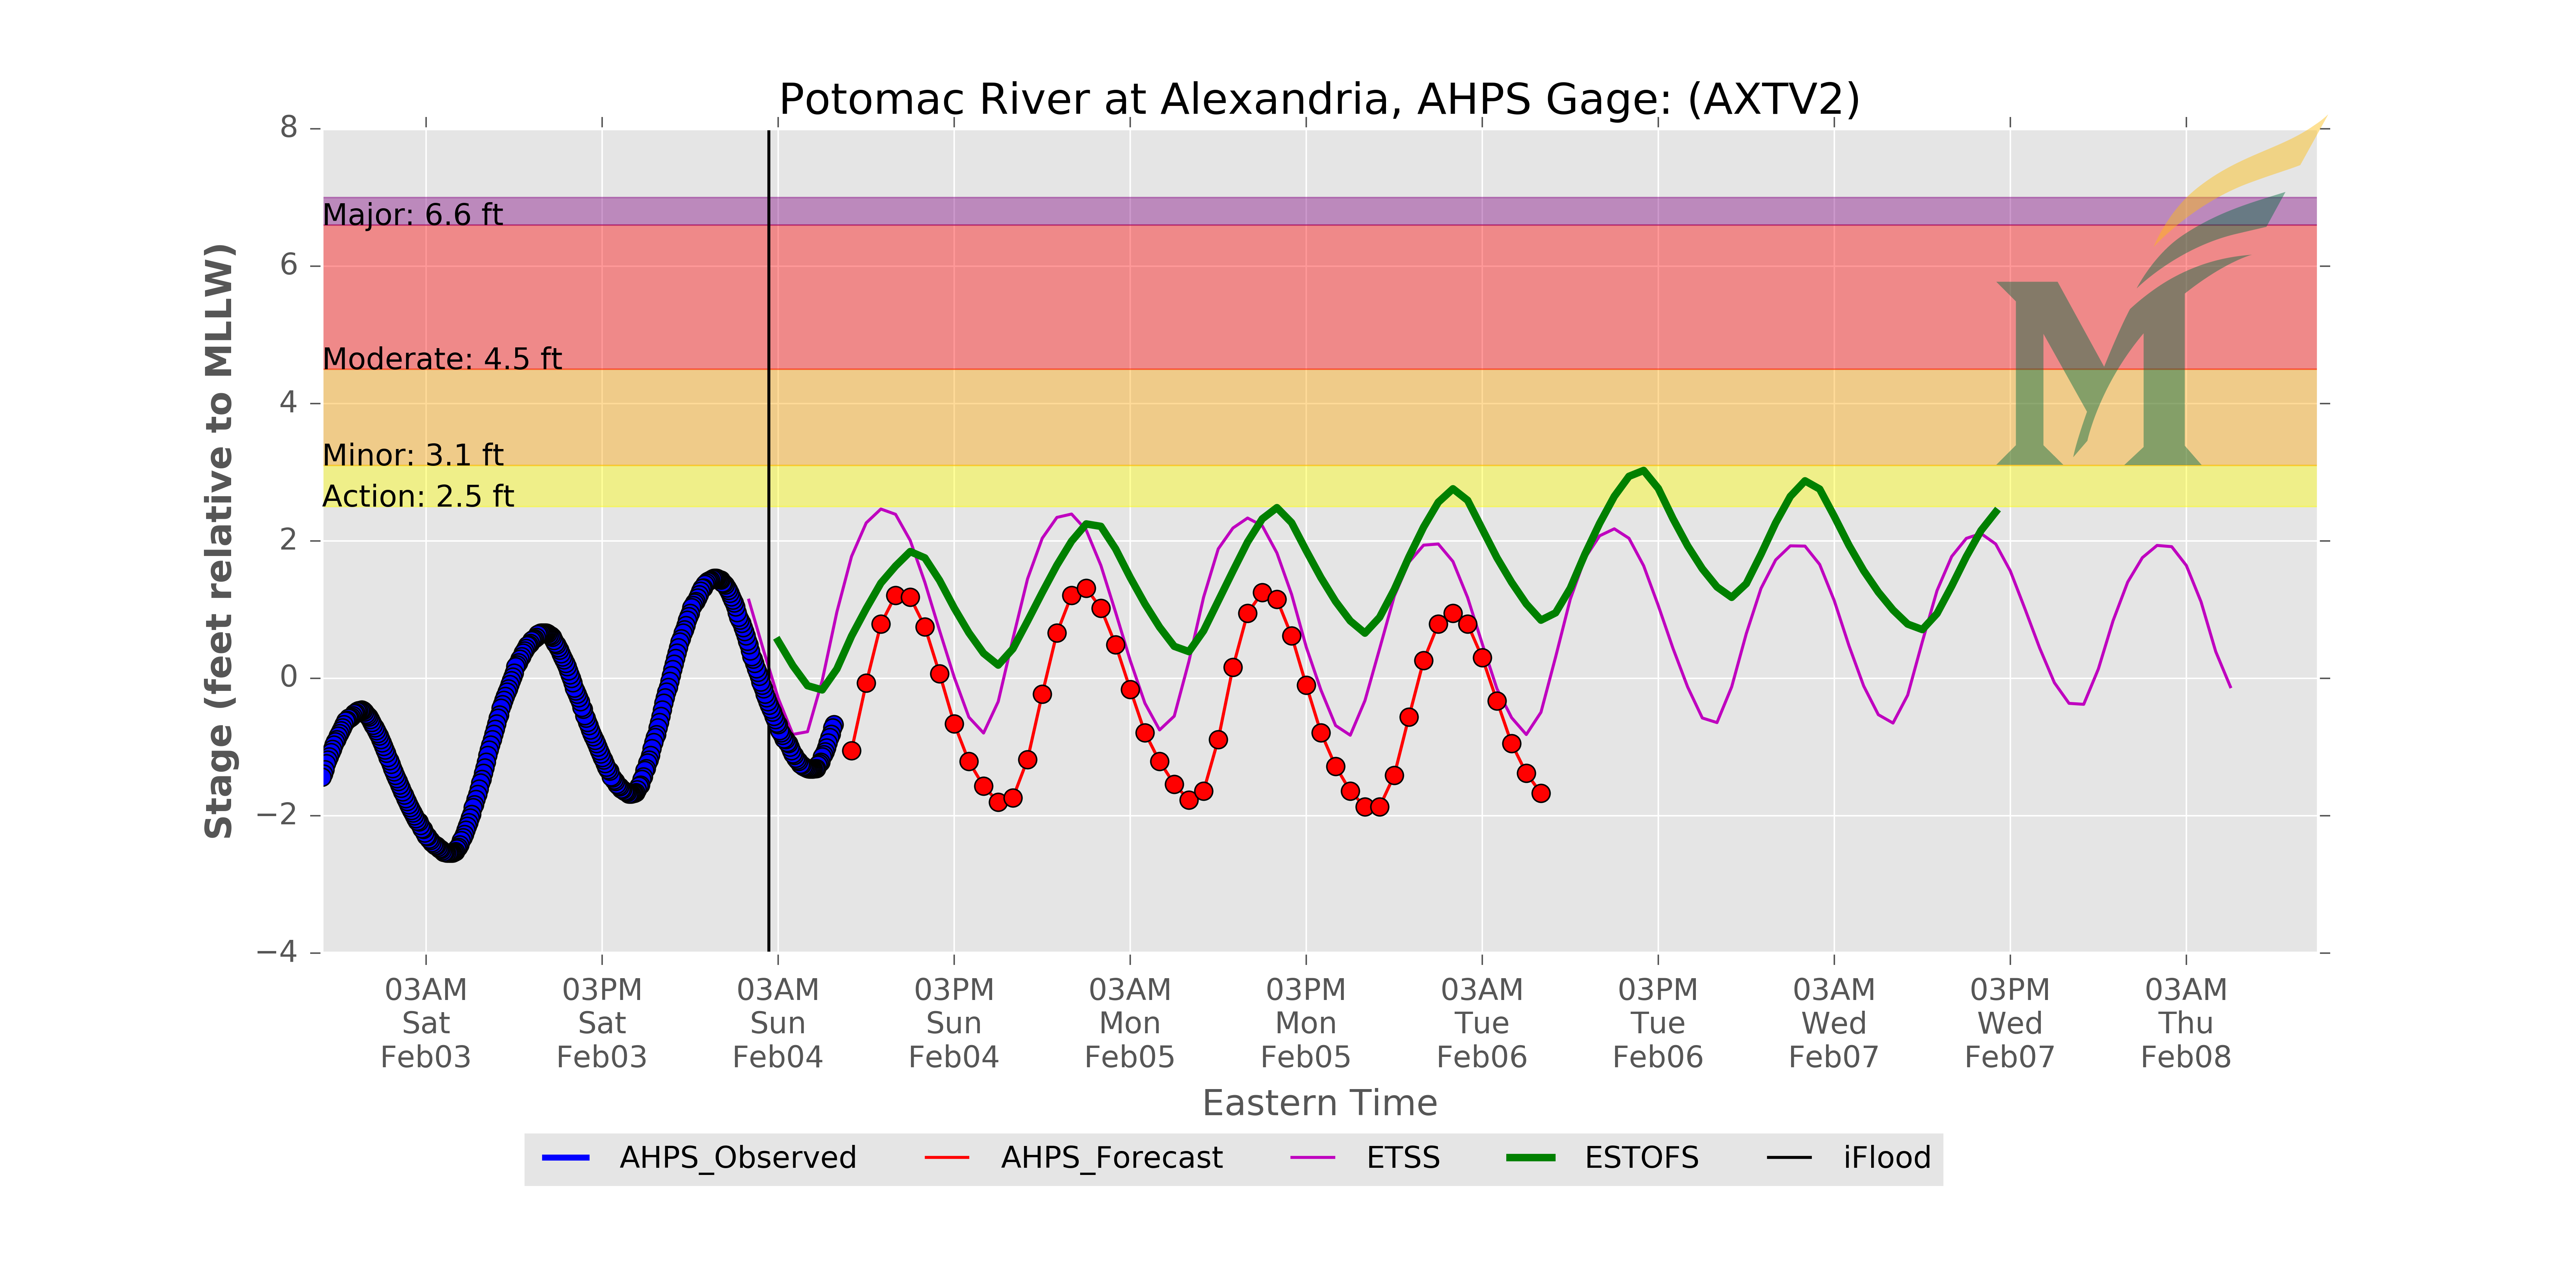 Potomac River at Alexandria, AHPS Gage: (AXTV2)
Stage (feet relative to MLLW)
8
6
4
2
0
−2
−4
Major: 6.6 ft
Moderate: 4.5 ft
Minor: 3.1 ft
Action: 2.5 ft
M
03AM
Sat
Feb03
03PM
Sat
Feb03
03AM
Sun
Feb04
03PM
Sun
Feb04
03AM
Mon
Feb05
03PM
Mon
Feb05
03AM
Tue
Feb06
03PM
Tue
Feb06
03AM
Wed
Feb07
03PM
Wed
Feb07
03AM
Thu
Feb08
Eastern Time
AHPS_Observed
AHPS_Forecast
ETSS
ESTOFS
iFlood